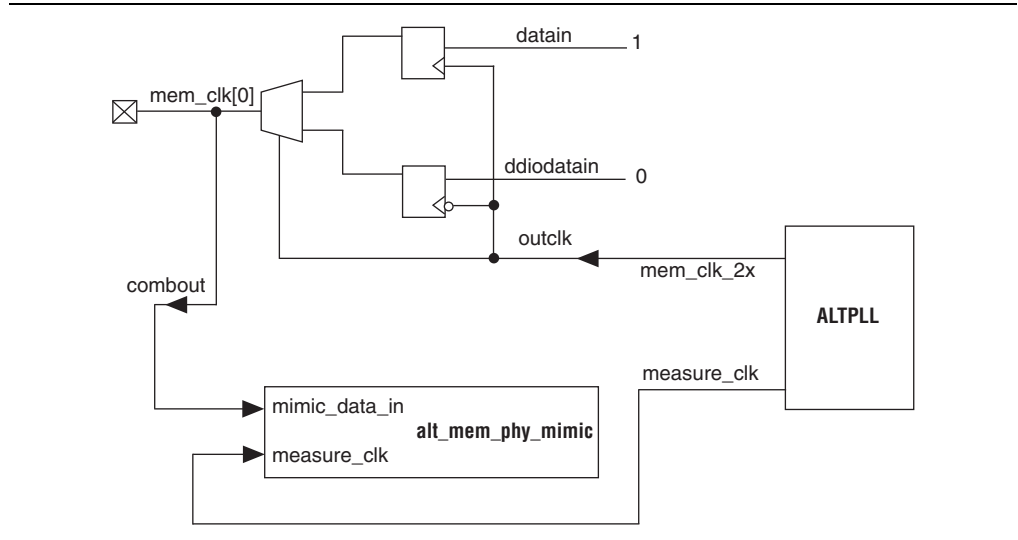 datain
1
mem_clk[0]
ddiodatain
0
outclk
mem_clk_2x
combout
ALTPLL
measure_clk
mimic_data_in
alt_mem_phy_mimic
measure_clk